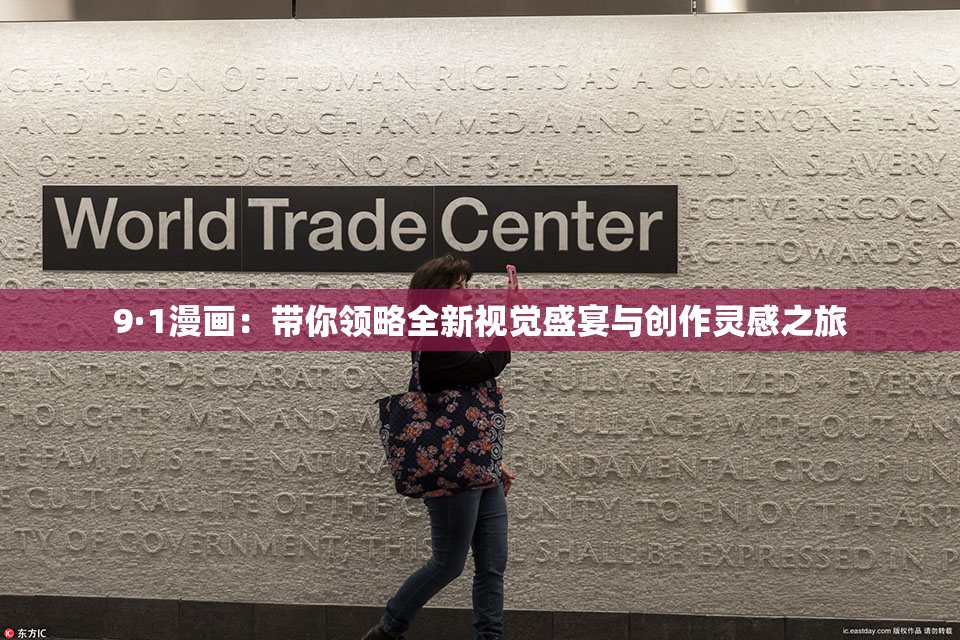 CLARATION OF HUMAN RIGHTS AS A COMMON STAND
AND IDEAS THROUGH ANY MEDIA AND • EVERYONE HAS T
OF THIS PLEDGE • NO ONE SHALL BE HELD IN SLAVERY
World Trade Center
ECTIVE RECOGN
ACT TOWARDS O
9·1漫画：带你领略全新视觉盛宴与创作灵感之旅
IN THIS DECLARATION FULLY REALIZED • EVERYO
THOUGHT MEN AND OF FULL AGE, WITHO
E FAMILY IS THE NATURA FUNDAMENTAL GROUP
E CULTURAL LIFE OF THE COMMUNITY, TO ENJOY THE ART
TY OF GOVERNMENT; THIS SHALL BE EXPRESSED IN P
东方IC
ic.eastday.com 版权作品 请勿转载